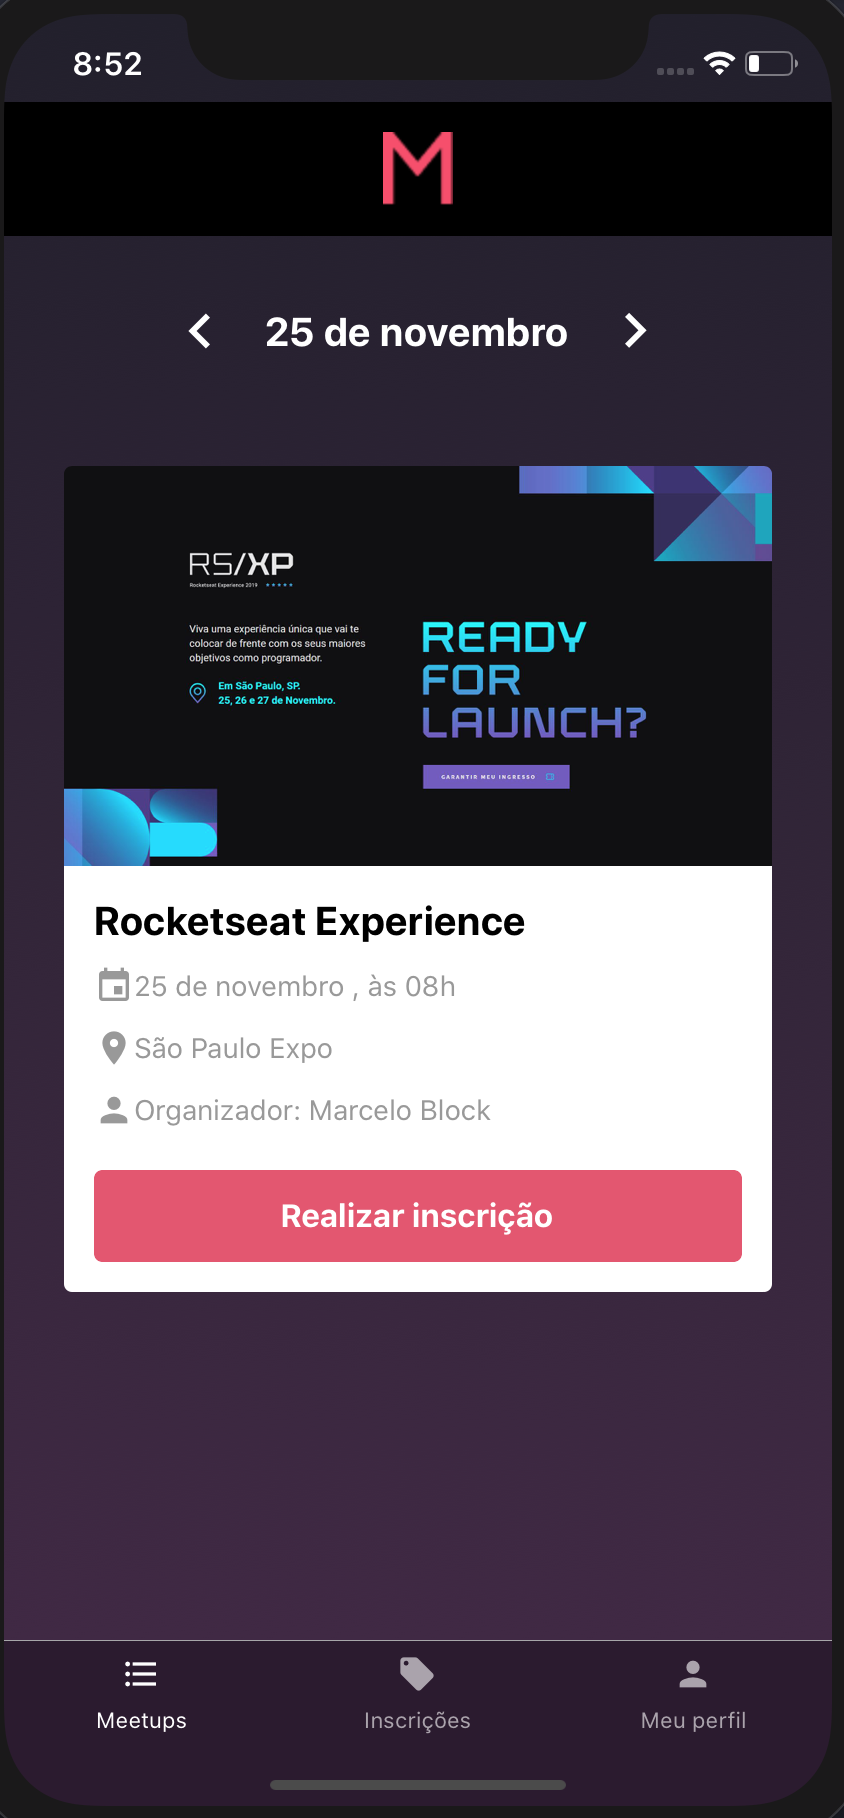 8:52
M
25 de novembro
RS/XP
Rocketseat Experience 2019
Viva uma experiência única que vai te
colocar de frente com os seus maiores
objetivos como programador.
Em São Paulo, SP.
25, 26 e 27 de Novembro.
READY
FOR
LAUNCH?
GARANTIR MEU INGRESSO
Rocketseat Experience
25 de novembro , às 08h
São Paulo Expo
Organizador: Marcelo Block
Realizar inscrição
Meetups
Inscrições
Meu perfil